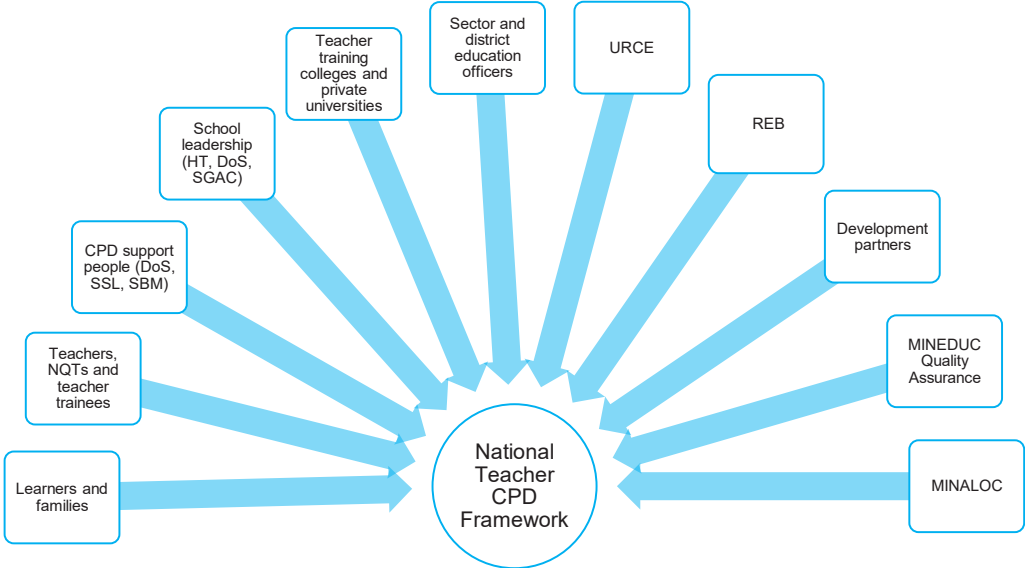 Sector and
district
education
officers
URCE
Teacher
training
colleges and
private
universities
REB
School
leadership
(HT, DoS,
SGAC)
Development
partners
CPD support
people (DoS,
SSL, SBM)
MINEDUC
Quality
Assurance
Teachers,
NQTs and
teacher
trainees
National
Teacher
CPD
Framework
Learners and
families
MINALOC